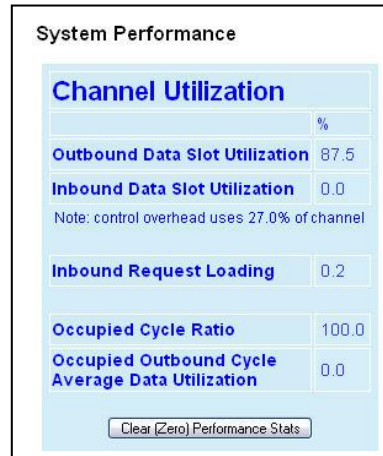 System Performance
Channel Utilization
%
Outbound Data Slot Utilization 87.5
Inbound Data Slot Utilization 0.0
Note: control overhead uses 27.0% of channel
Inbound Request Loading 0.2
Occupied Cycle Ratio 100.0
Occupied Outbound Cycle
Average Data Utilization 0.0
Clear (Zero) Performance Stats